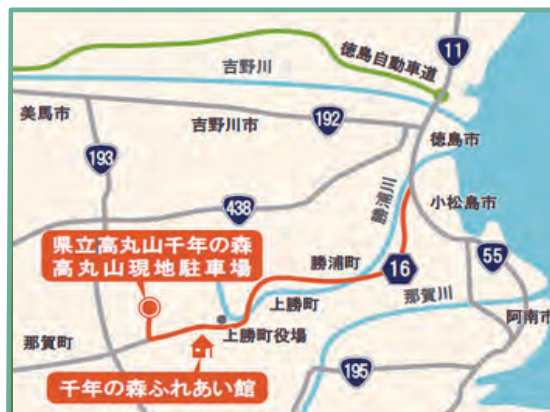 11
徳島自動車道
吉野川
美馬市
吉野川市
192
徳島市
193
438
勝浦川
小松島市
県立高丸山千年の森
高丸山現地駐車場
勝浦町
16
55
上勝町
那賀川
阿南市
那賀町
上勝町役場
千年の森ふれあい館
195